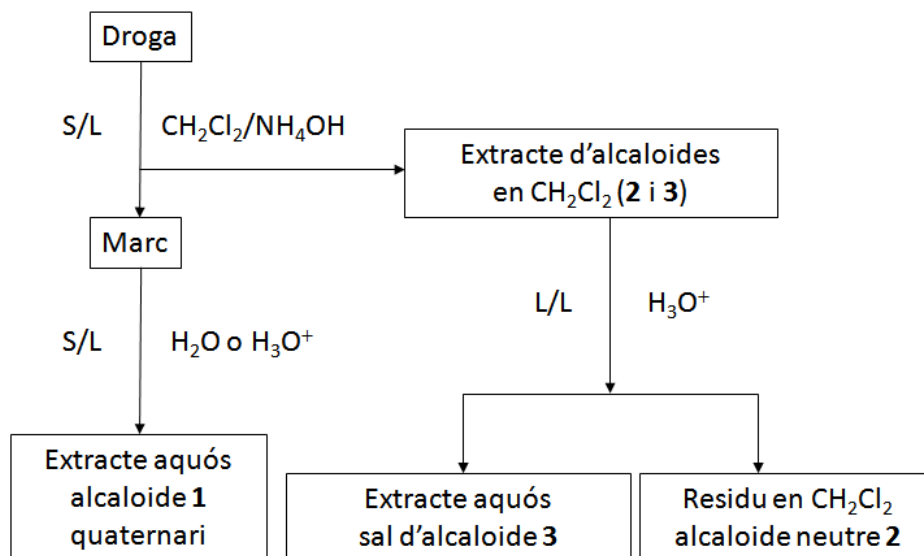 Droga
S/L CH₂Cl₂/NH₄OH
Extracte d'alcaloides
en CH₂Cl₂ (2 i 3)
Marc
S/L H₂O o H₃O⁺
L/L H₃O⁺
Extracte aquós
alcaloide 1
quaternari
Extracte aquós
sal d'alcaloide 3
Residu en CH₂Cl₂
alcaloide neutre 2